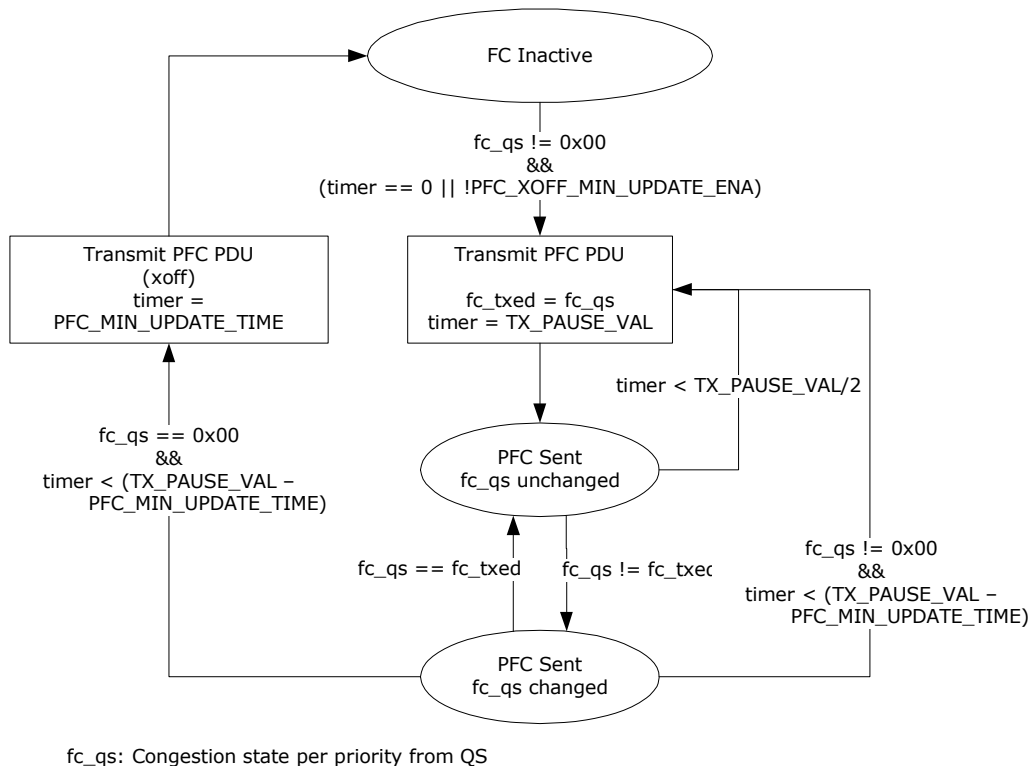 FC Inactive
fc_qs != 0x00
&&
(timer == 0 || !PFC_XOFF_MIN_UPDATE_ENA)
Transmit PFC PDU
(xoff)
timer =
PFC_MIN_UPDATE_TIME
Transmit PFC PDU
fc_txed = fc_qs
timer = TX_PAUSE_VAL
timer < TX_PAUSE_VAL/2
fc_qs == 0x00
&&
timer < (TX_PAUSE_VAL –
PFC_MIN_UPDATE_TIME)
PFC Sent
fc_qs unchanged
fc_qs == fc_txed
fc_qs != fc_txed
fc_qs != 0x00
&&
timer < (TX_PAUSE_VAL –
PFC_MIN_UPDATE_TIME)
PFC Sent
fc_qs changed
fc_qs: Congestion state per priority from QS